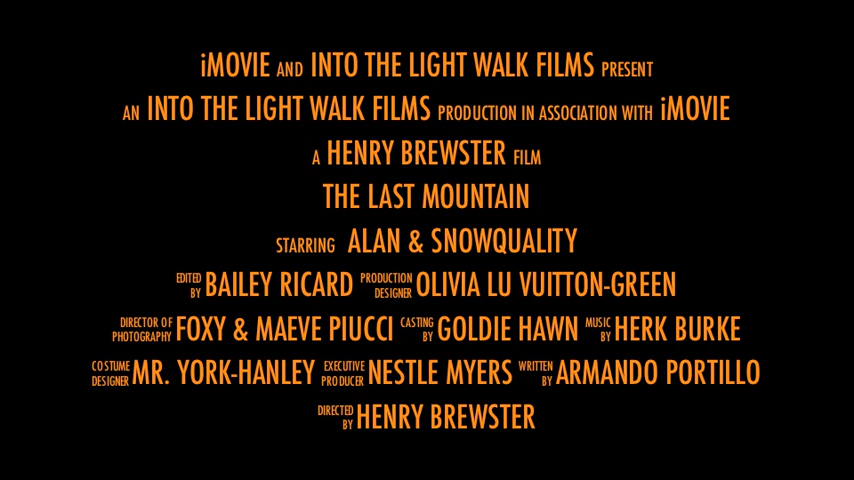 iMOVIE AND INTO THE LIGHT WALK FILMS PRESENT
AN INTO THE LIGHT WALK FILMS PRODUCTION IN ASSOCIATION WITH iMOVIE
A HENRY BREWSTER FILM
THE LAST MOUNTAIN
STARRING ALAN & SNOWQUALITY
EDITED BY BAILEY RICARD PRODUCTION DESIGNER OLIVIA LU VUITTON-GREEN
DIRECTOR OF PHOTOGRAPHY FOXY & MAEVE PIUCCI CASTING BY GOLDIE HAWN MUSIC BY HERK BURKE
COSTUME DESIGNER MR. YORK-HANLEY EXECUTIVE PRODUCER NESTLE MYERS WRITTEN BY ARMANDO PORTILLO
DIRECTED BY HENRY BREWSTER